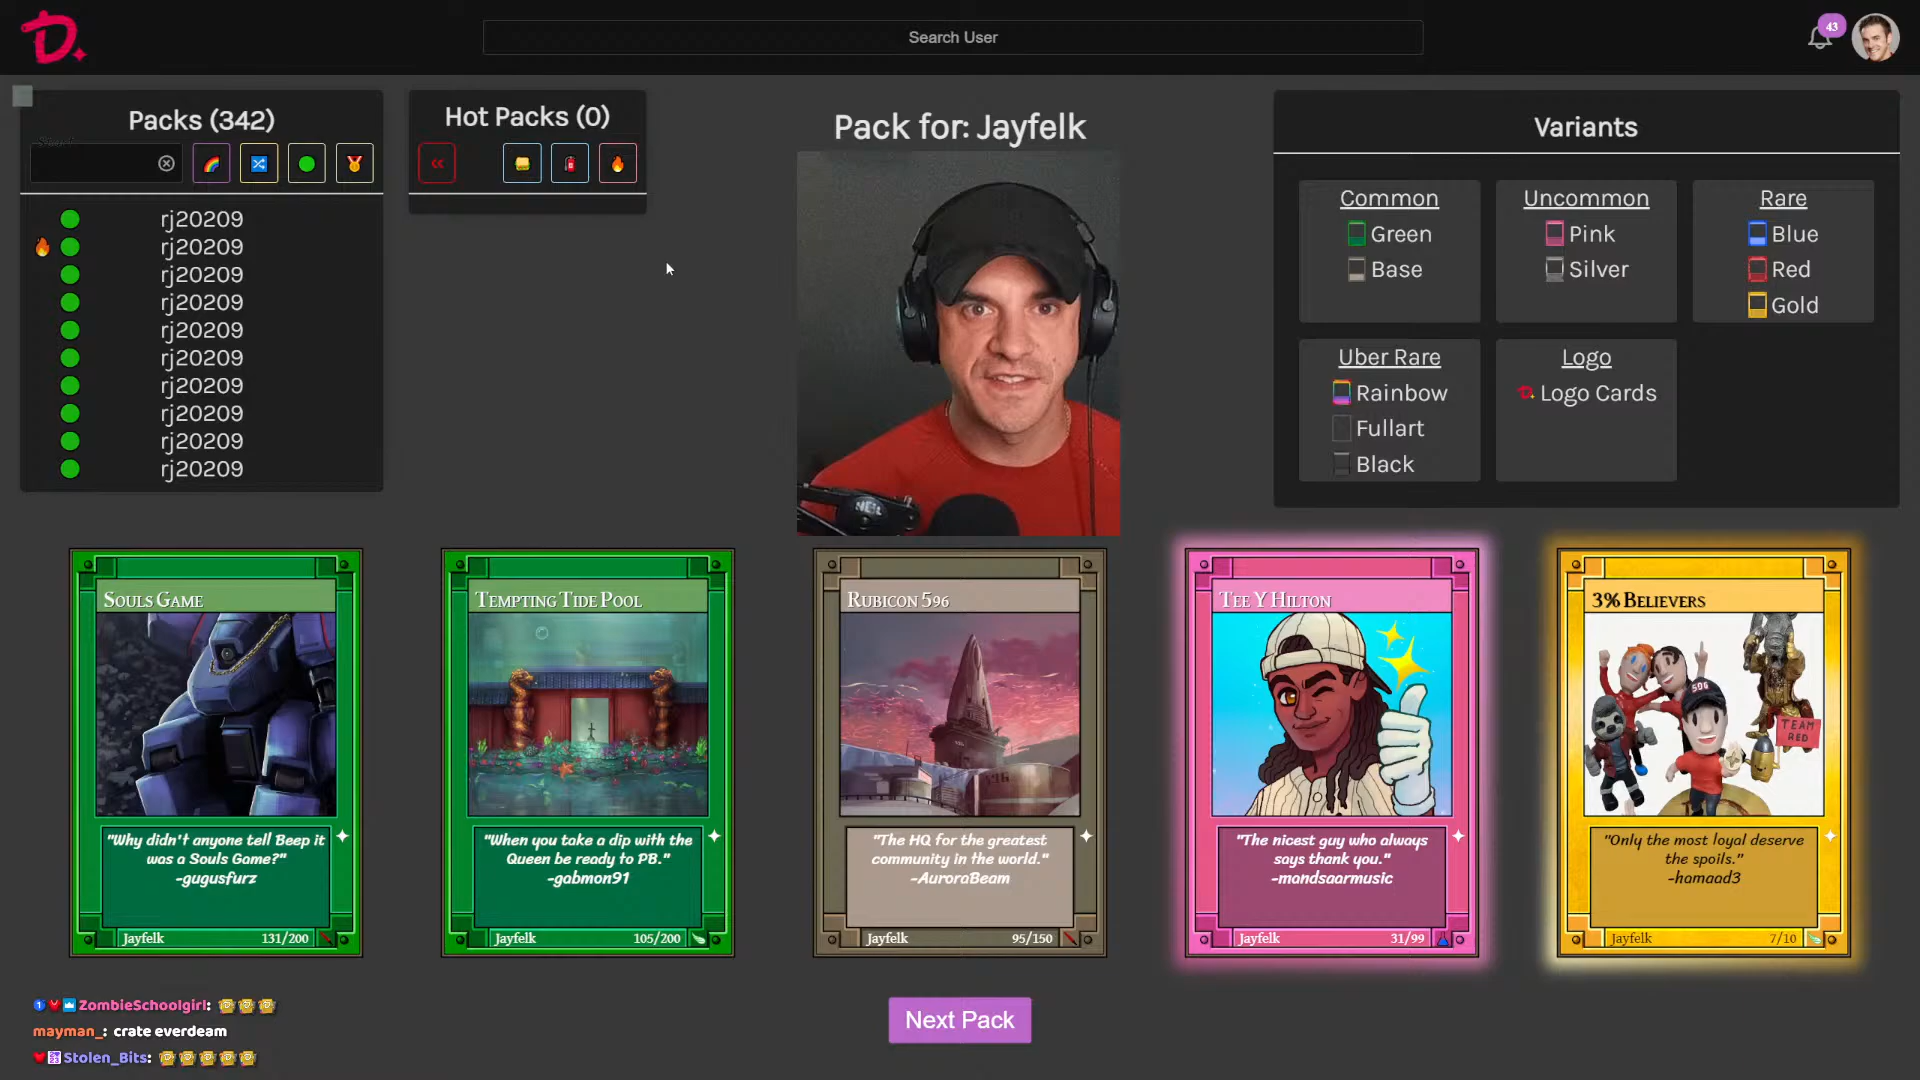 D.
Search User
43
Packs (342)
Hot Packs (0)
Pack for: Jayfelk
Variants
rj20209
rj20209
rj20209
rj20209
rj20209
rj20209
rj20209
rj20209
rj20209
rj20209
Common
Green
Base
Uncommon
Pink
Silver
Rare
Blue
Red
Gold
Uber Rare
Rainbow
Fullart
Black
Logo
Logo Cards
Souls Game
"Why didn't anyone tell Beep it
was a Souls Game?"
-gugusfurz
Jayfelk 131/200
Tempting Tide Pool
"When you take a dip with the
Queen be ready to PB."
-gabmon91
Jayfelk 105/200
Rubicon 596
"The HQ for the greatest
community in the world."
-AuroraBeam
Jayfelk 95/150
Tee Y Hilton
"The nicest guy who always
says thank you."
-mandsaarmusic
Jayfelk 31/99
3% Believers
TEAM
RED
"Only the most loyal deserve
the spoils."
-hamaad3
Jayfelk 7/10
ZombieSchoolgirl:
mayman_: crate everdeam
Stolen_Bits:
Next Pack